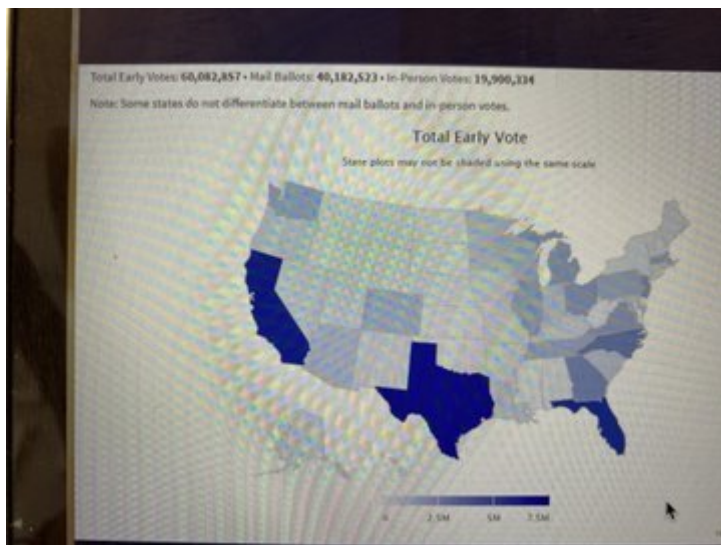 Total Early Votes: 60,082,857 • Mail Ballots: 40,182,523 • In-Person Votes: 19,900,334
Note: Some states do not differentiate between mail ballots and in-person votes.
Total Early Vote
State plots may not be shaded using the same scale
0 2.5M 5M 7.5M